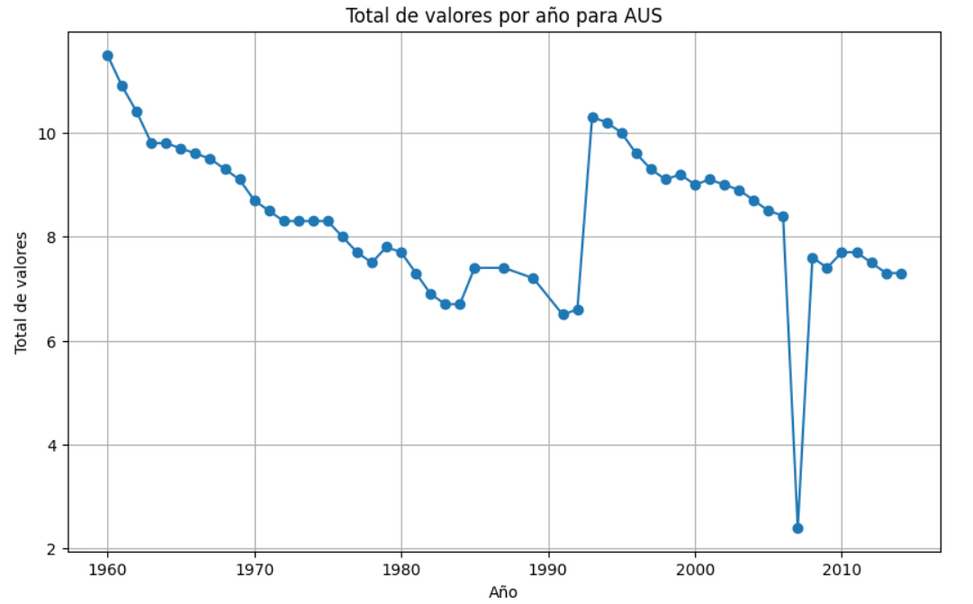 Total de valores por año para AUS
Total de valores
10
8
6
4
2
1960 1970 1980 1990 2000 2010
Año